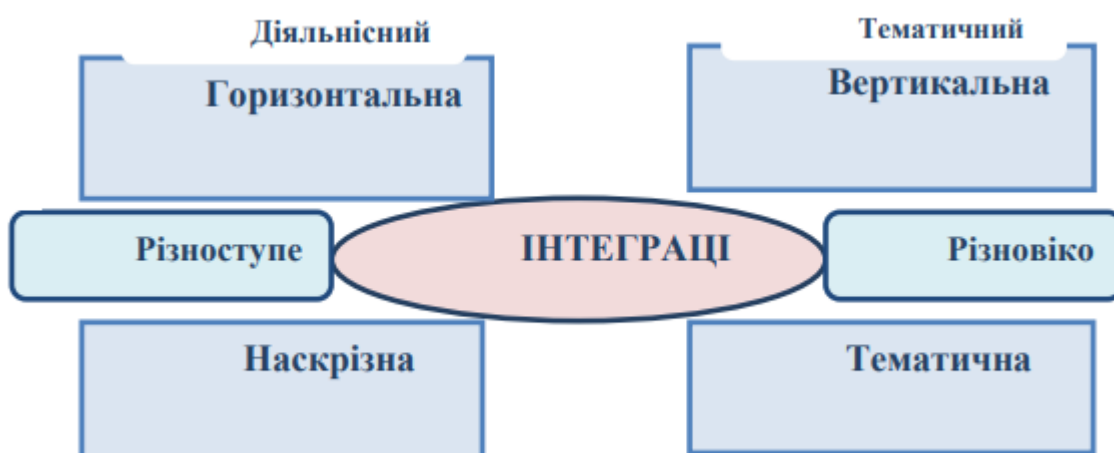 Діяльнісний
Тематичний
Горизонтальна
Вертикальна
Різноступе
ІНТЕГРАЦІ
Різновіко
Наскрізна
Тематична